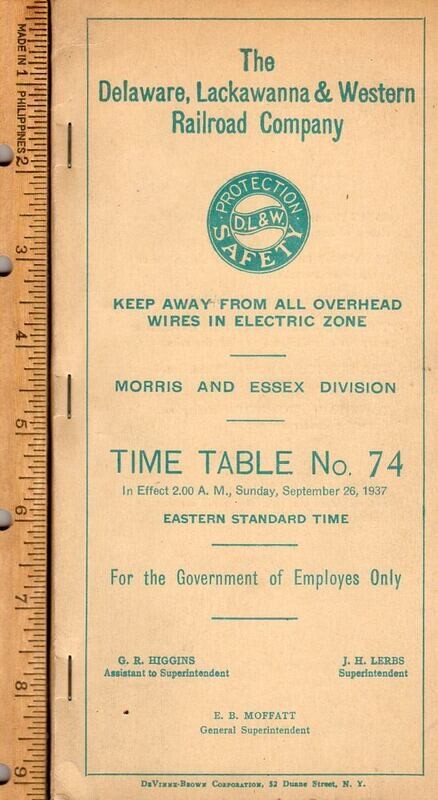 MADE IN PHILIPPINES
1
2
3
4
5
6
7
8
9
The
Delaware, Lackawanna & Western
Railroad Company
PROTECTION
D.L.& W.
SAFETY
KEEP AWAY FROM ALL OVERHEAD
WIRES IN ELECTRIC ZONE
MORRIS AND ESSEX DIVISION
TIME TABLE No. 74
In Effect 2.00 A. M., Sunday, September 26, 1937
EASTERN STANDARD TIME
For the Government of Employes Only
G. R. HIGGINS
Assistant to Superintendent
J. H. LERBS
Superintendent
E. B. MOFFATT
General Superintendent
DeVinne-Brown Corporation, 52 Duane Street, N. Y.